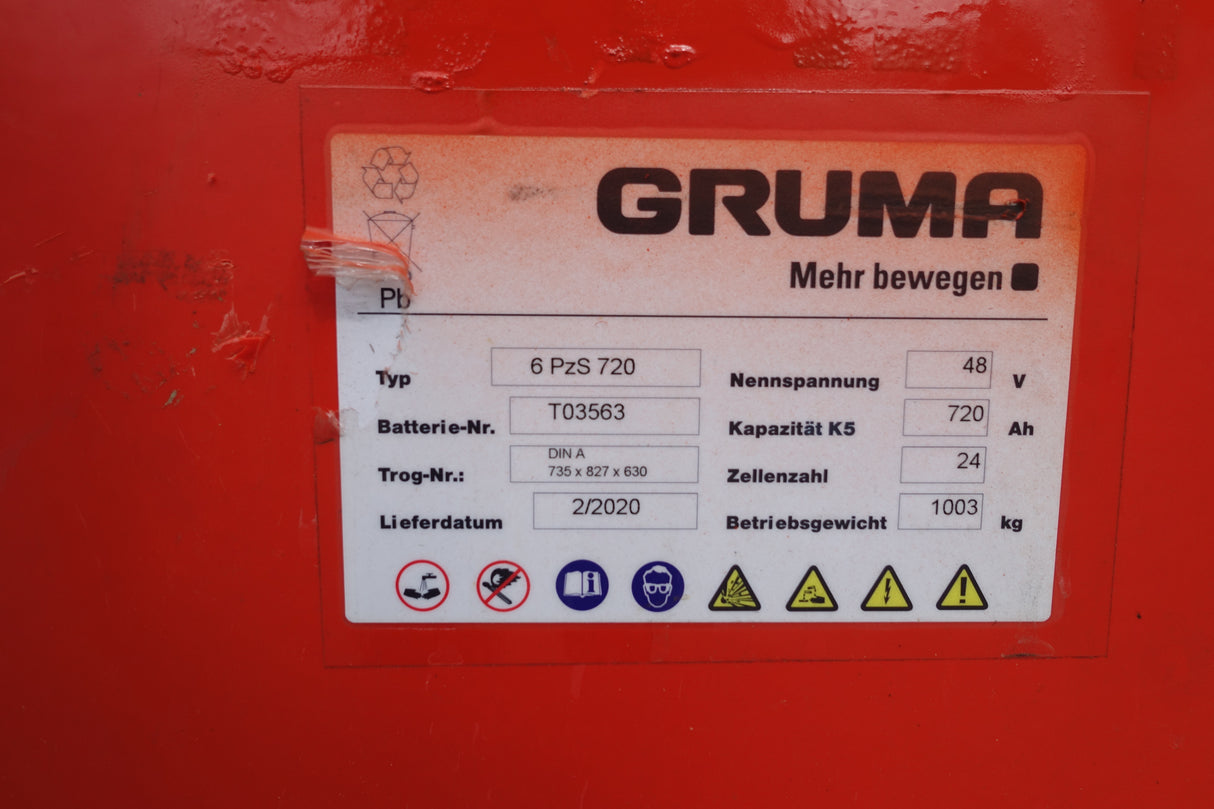 GRUMA
Mehr bewegen
Pb
Typ 6 PzS 720 Nennspannung 48 V
Batterie-Nr. T03563 Kapazität K5 720 Ah
Trog-Nr.: DIN A
735 x 827 x 630 Zellenzahl 24
Lieferdatum 2/2020 Betriebsgewicht 1003 kg